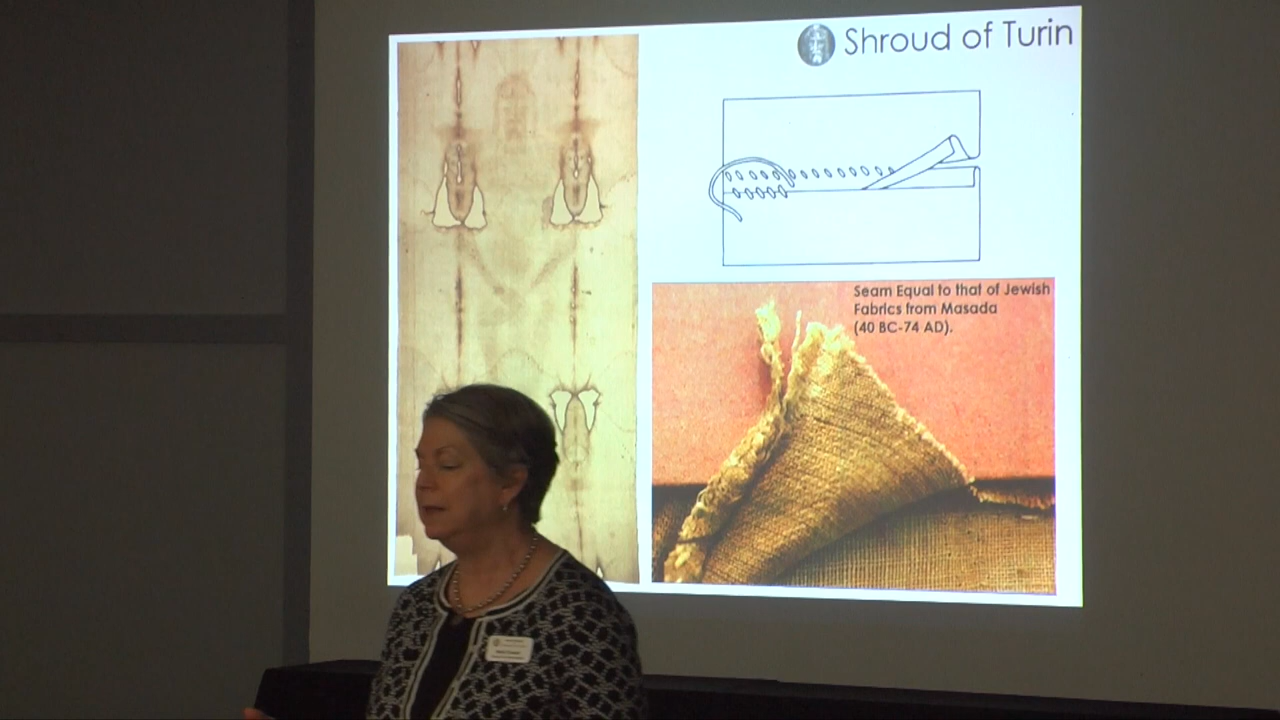 Shroud of Turin
Seam Equal to that of Jewish
Fabrics from Masada
(40 BC-74 AD).